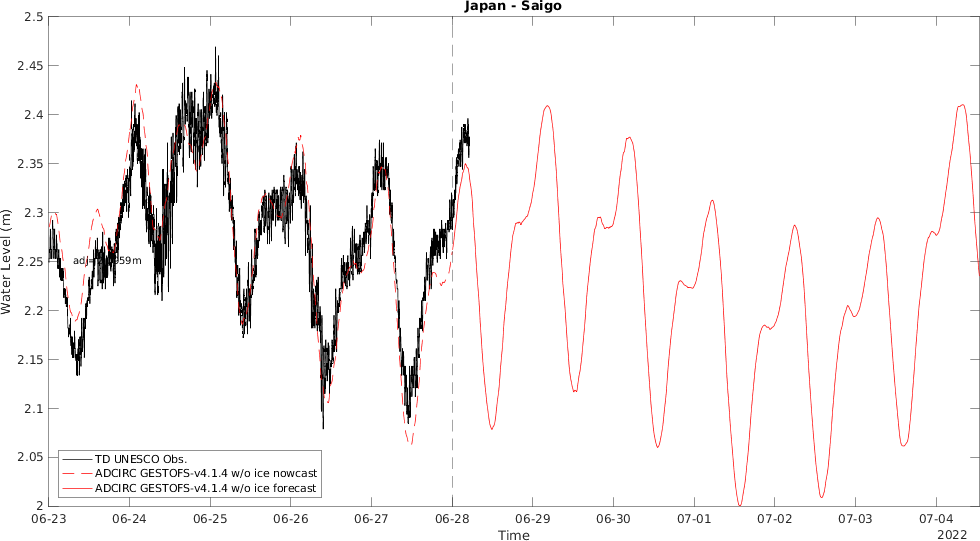 Japan - Saigo
2.5
2.45
2.4
2.35
2.3
2.25
2.2
2.15
2.1
2.05
2
Water Level (m)
TD UNESCO Obs.
ADCIRC GESTOFS-v4.1.4 w/o ice nowcast
ADCIRC GESTOFS-v4.1.4 w/o ice forecast
06-23 06-24 06-25 06-26 06-27 06-28 06-29 06-30 07-01 07-02 07-03 07-04
Time
2022